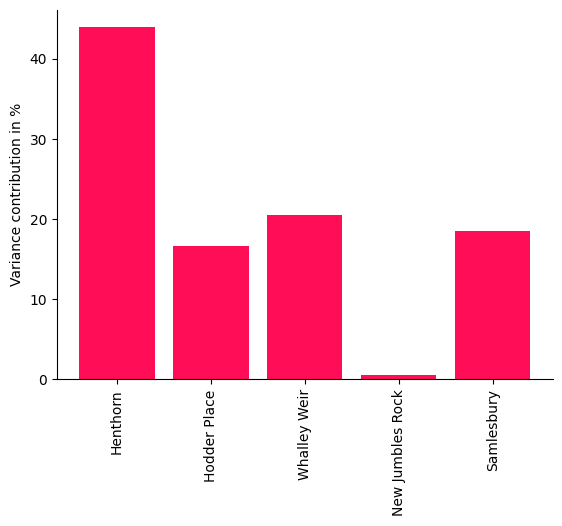 Variance contribution in %
40
30
20
10
0
Henthorn
Hodder Place
Whalley Weir
New Jumbles Rock
Samlesbury